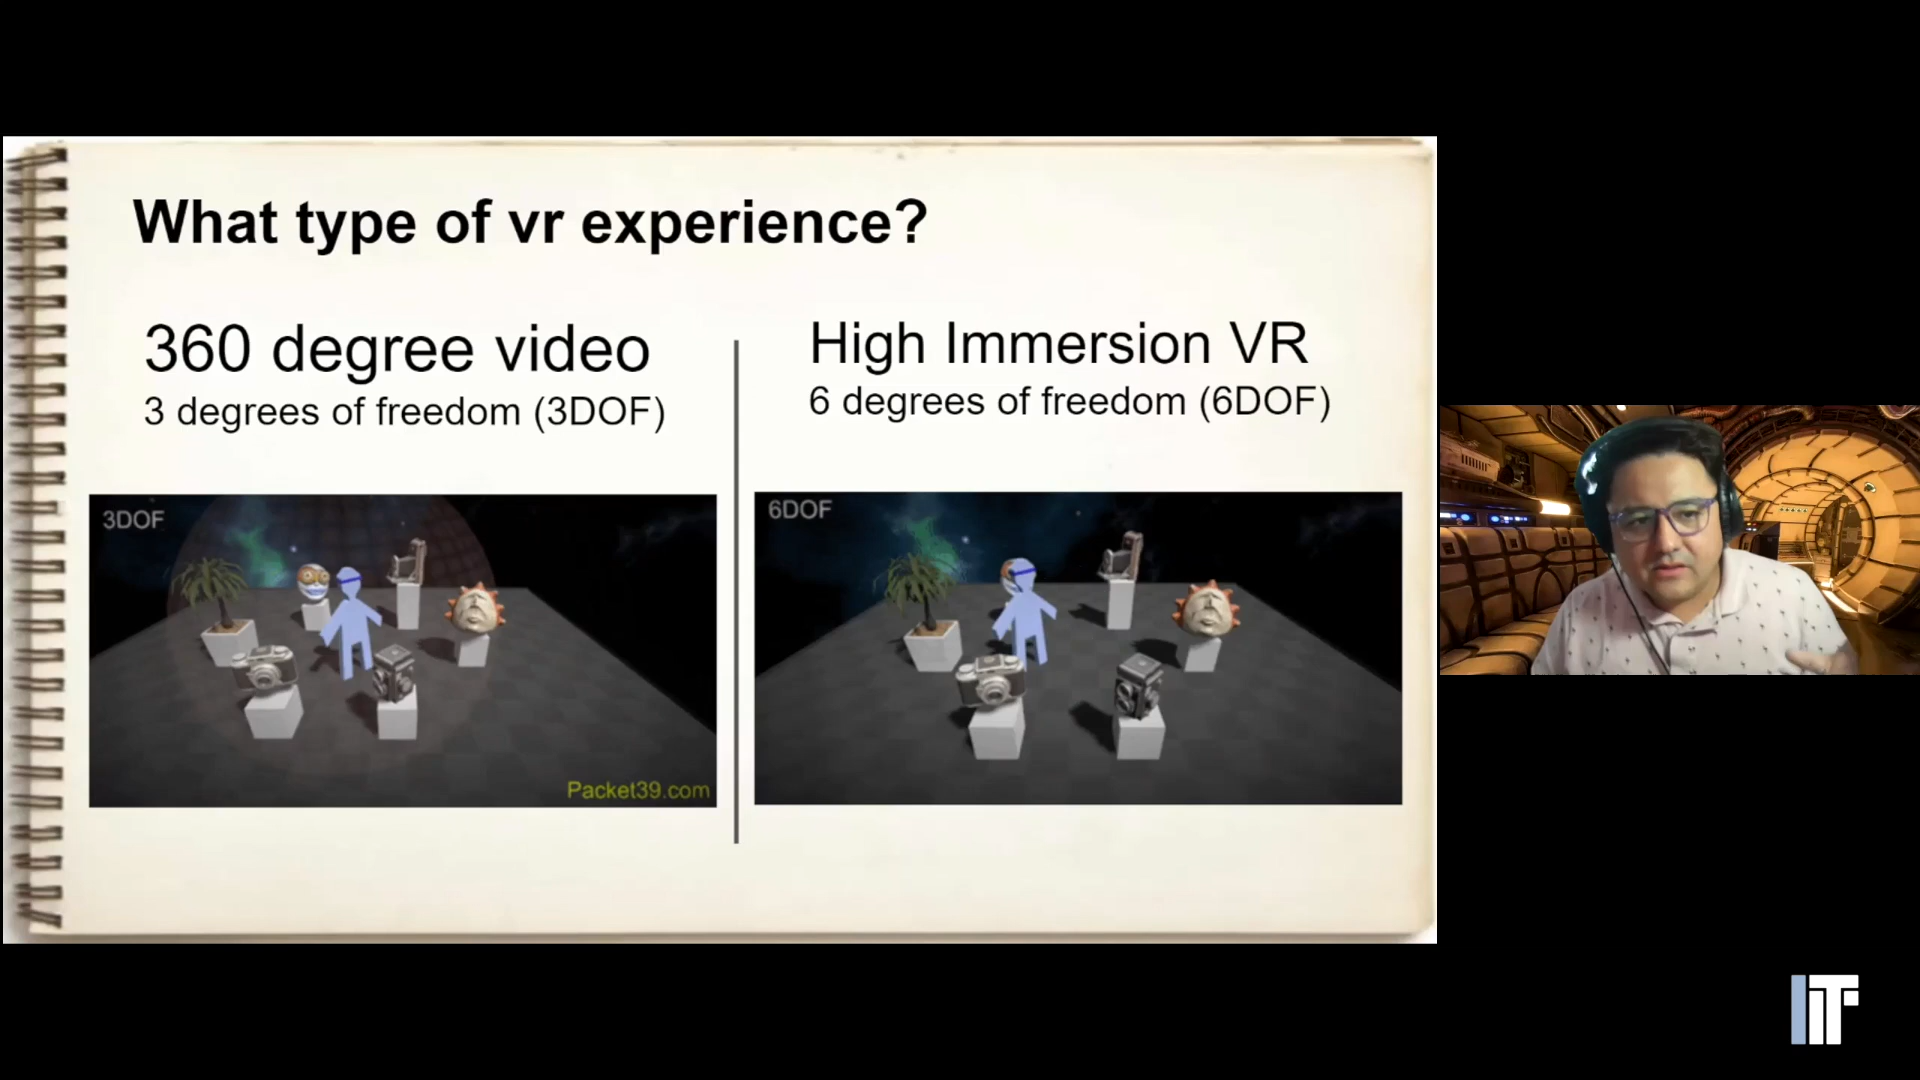 What type of vr experience?
360 degree video
3 degrees of freedom (3DOF)
High Immersion VR
6 degrees of freedom (6DOF)
3DOF
Packet39.com
6DOF
IITF